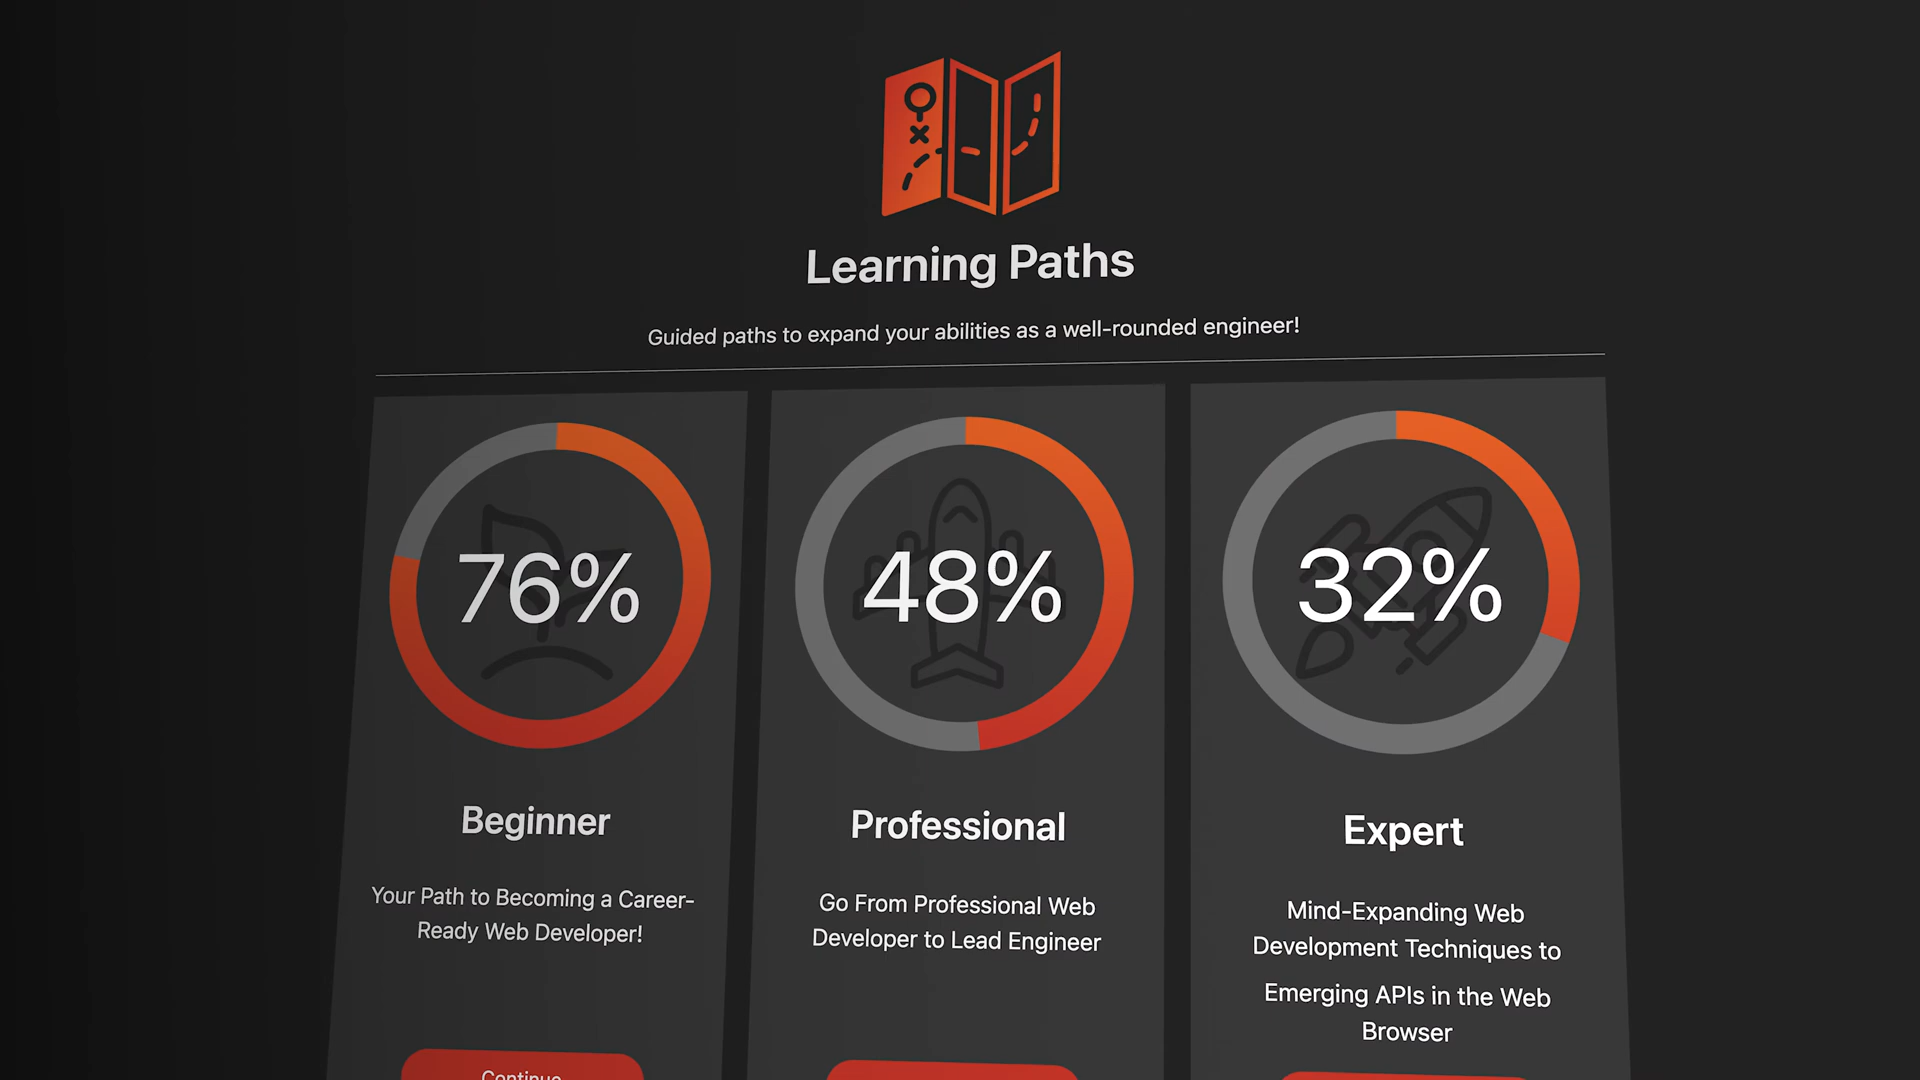 Learning Paths
Guided paths to expand your abilities as a well-rounded engineer!
76%
48%
32%
Beginner
Your Path to Becoming a Career-
Ready Web Developer!
Continue
Professional
Go From Professional Web
Developer to Lead Engineer
Expert
Mind-Expanding Web
Development Techniques to
Emerging APIs in the Web
Browser